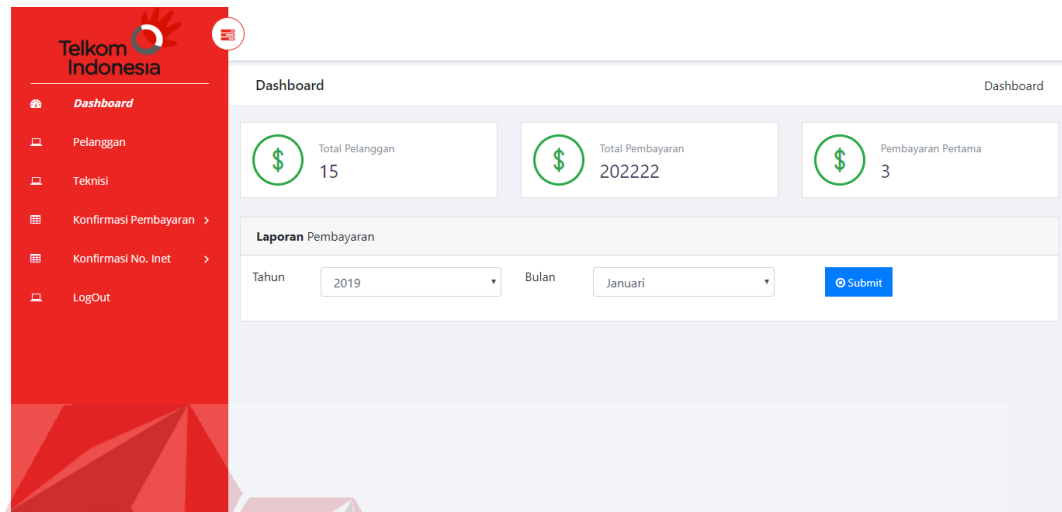 Telkom
Indonesia
Dashboard
Pelanggan
Teknisi
Konfirmasi Pembayaran
Konfirmasi No. Inet
LogOut
Dashboard
Dashboard
Total Pelanggan
15
Total Pembayaran
202222
Pembayaran Pertama
3
Laporan Pembayaran
Tahun
2019
Bulan
Januari
Submit